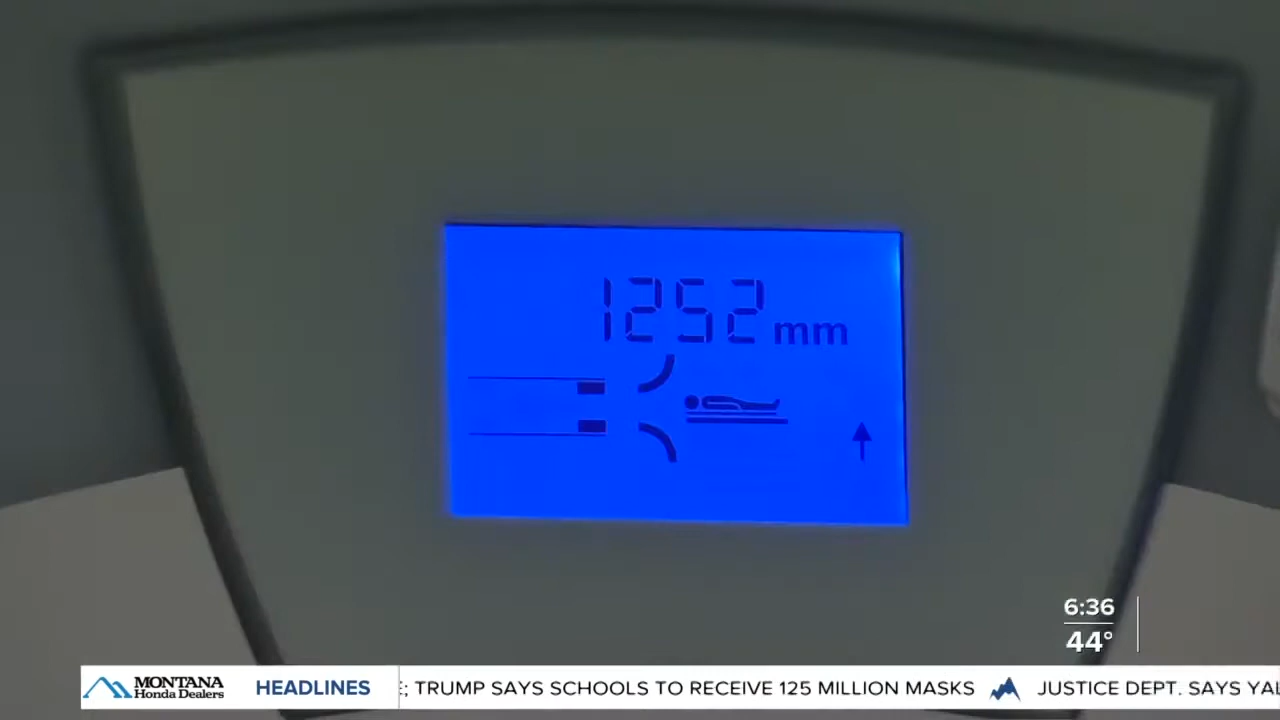 1252 mm
6:36
44°
MONTANA
Honda Dealers
HEADLINES
; TRUMP SAYS SCHOOLS TO RECEIVE 125 MILLION MASKS
JUSTICE DEPT. SAYS